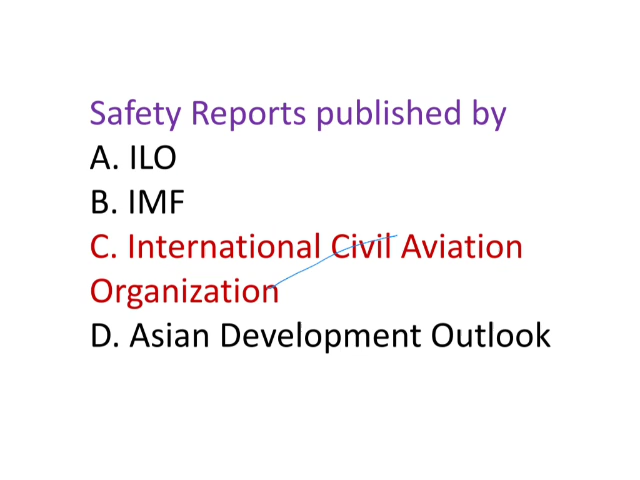 Safety Reports published by
A. ILO
B. IMF
C. International Civil Aviation
Organization
D. Asian Development Outlook